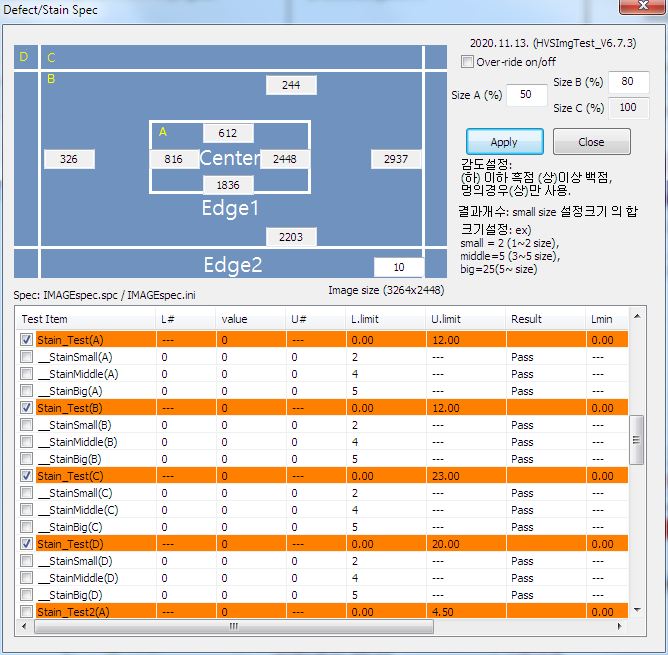 Defect/Stain Spec
D C
B
244
A 612
326 816 Center 2448 2937
1836
Edge1
2203
Edge2
10
2020.11.13. (HVSImgTest_V6.7.3)
Over-ride on/off
Size A (%) 50
Size B (%) 80
Size C (%) 100
Apply Close
감도설정:
(하) 이하 흑점 (상)이상 백점,
멍의경우(상)만 사용.
결과개수: small size 설정크기 의 합
크기설정: ex)
small = 2 (1~2 size),
middle=5 (3~5 size),
big=25(5~ size)
Spec: IMAGEspec.spc / IMAGEspec.ini
Image size (3264x2448)
Test Item L# value U# L.limit U.limit Result Lmin
Stain_Test(A) --- 0 --- 0.00 12.00 0.00
__StainSmall(A) 0 0 0 2 --- Pass ---
__StainMiddle(A) 0 0 0 4 --- Pass ---
__StainBig(A) 0 0 0 5 --- Pass ---
Stain_Test(B) --- 0 --- 0.00 12.00 0.00
__StainSmall(B) 0 0 0 2 --- Pass ---
__StainMiddle(B) 0 0 0 4 --- Pass ---
__StainBig(B) 0 0 0 5 --- Pass ---
Stain_Test(C) --- 0 --- 0.00 23.00 0.00
__StainSmall(C) 0 0 0 2 --- Pass ---
__StainMiddle(C) 0 0 0 4 --- Pass ---
__StainBig(C) 0 0 0 5 --- Pass ---
Stain_Test(D) --- 0 --- 0.00 20.00 0.00
__StainSmall(D) 0 0 0 2 --- Pass ---
__StainMiddle(D) 0 0 0 4 --- Pass ---
__StainBig(D) 0 0 0 5 --- Pass ---
Stain_Test2(A) --- 0 --- 0.00 4.50 0.00